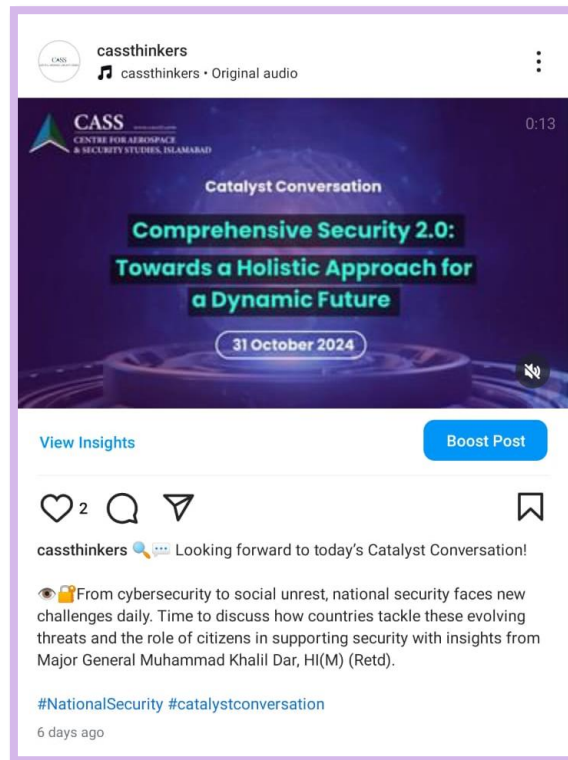 cassthinkers
cassthinkers • Original audio
CASS
CENTRE FOR AEROSPACE
& SECURITY STUDIES, ISLAMABAD
0:13
Catalyst Conversation
Comprehensive Security 2.0:
Towards a Holistic Approach for
a Dynamic Future
31 October 2024
View Insights
Boost Post
2
cassthinkers 🔍💬 Looking forward to today's Catalyst Conversation!
👁️🔐From cybersecurity to social unrest, national security faces new
challenges daily. Time to discuss how countries tackle these evolving
threats and the role of citizens in supporting security with insights from
Major General Muhammad Khalil Dar, HI(M) (Retd).
#NationalSecurity #catalystconversation
6 days ago